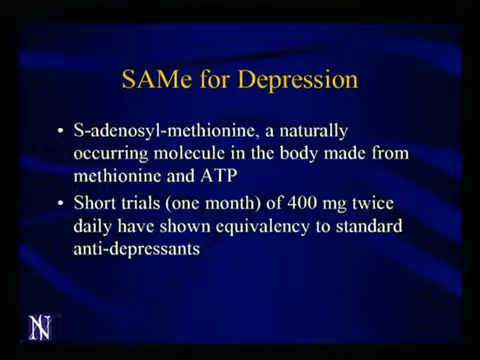 SAMe for Depression
• S-adenosyl-methionine, a naturally
occurring molecule in the body made from
methionine and ATP
• Short trials (one month) of 400 mg twice
daily have shown equivalency to standard
anti-depressants
N